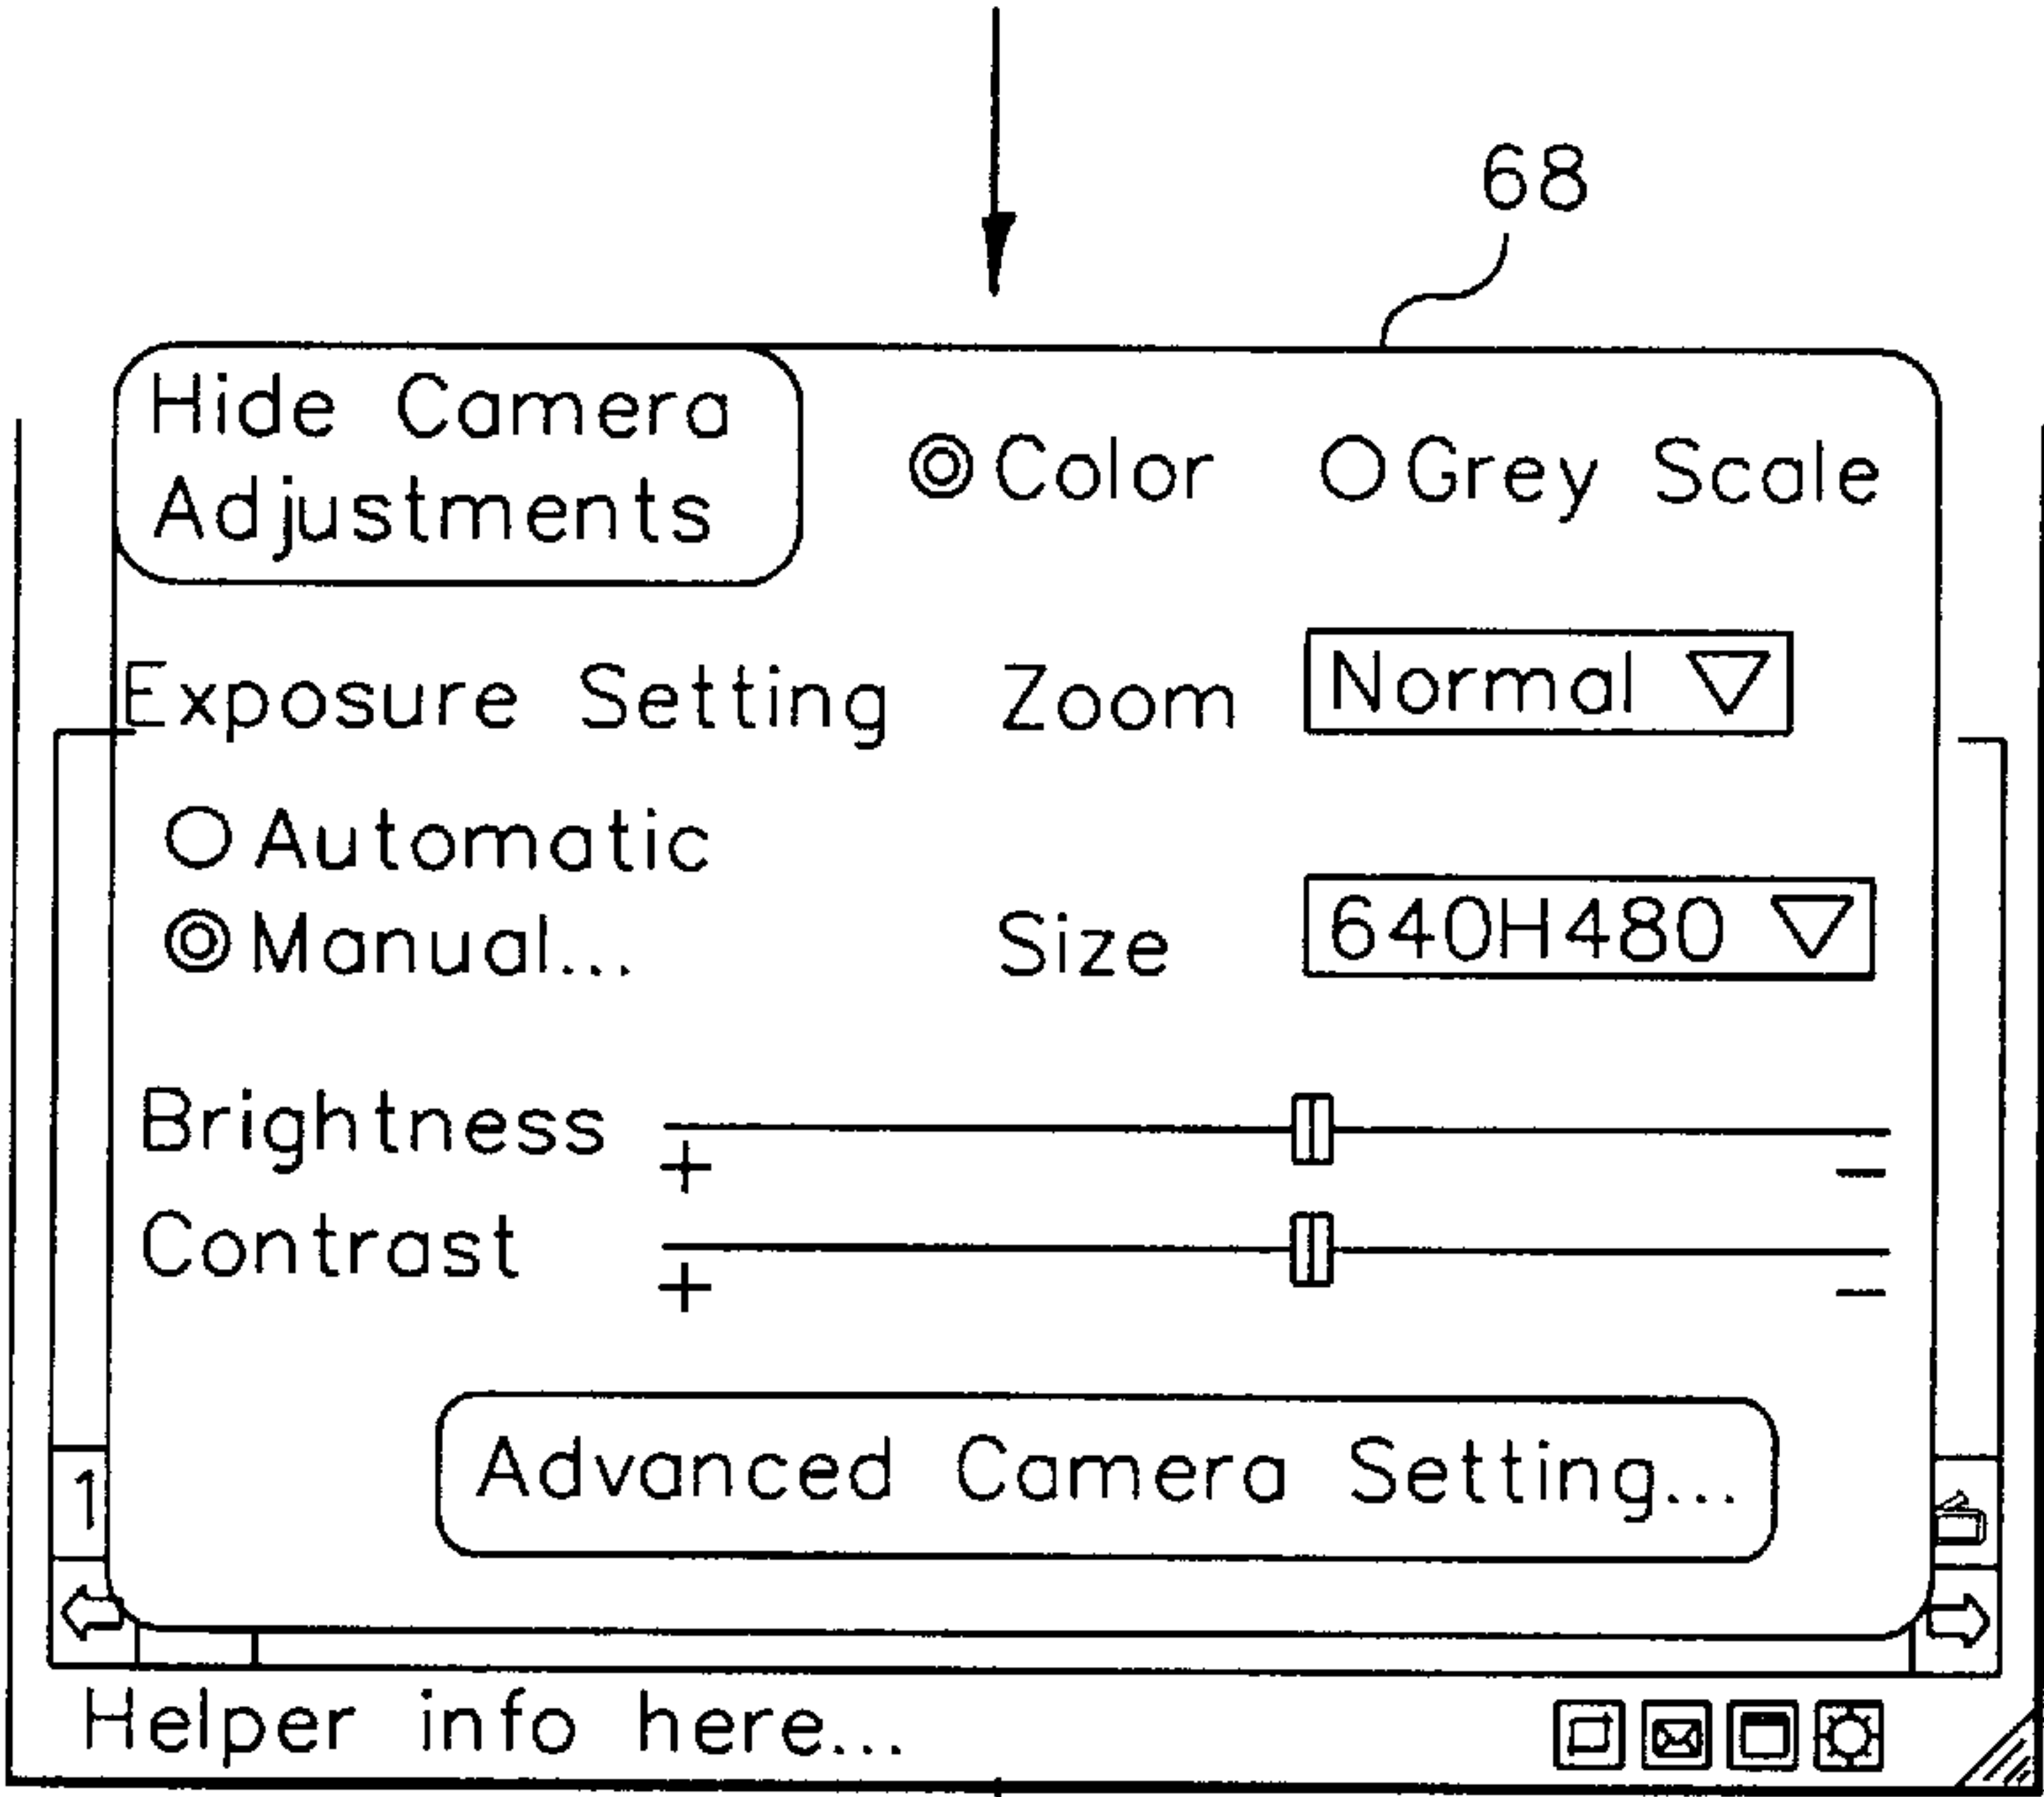 68
Hide Camera
Adjustments
Color
Grey Scale
Exposure Setting
Zoom
Normal
Automatic
Manual...
Size
640H480
Brightness
+
-
Contrast
+
-
Advanced Camera Setting...
1
Helper info here...